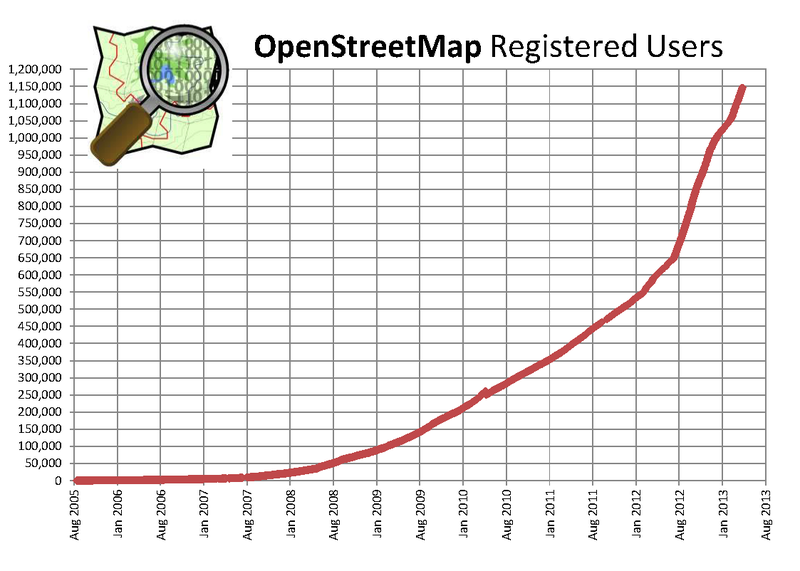 OpenStreetMap Registered Users
1,200,000
1,150,000
1,100,000
1,050,000
1,000,000
950,000
900,000
850,000
800,000
750,000
700,000
650,000
600,000
550,000
500,000
450,000
400,000
350,000
300,000
250,000
200,000
150,000
100,000
50,000
0
Aug 2005
Jan 2006
Aug 2006
Jan 2007
Aug 2007
Jan 2008
Aug 2008
Jan 2009
Aug 2009
Jan 2010
Aug 2010
Jan 2011
Aug 2011
Jan 2012
Aug 2012
Jan 2013
Aug 2013